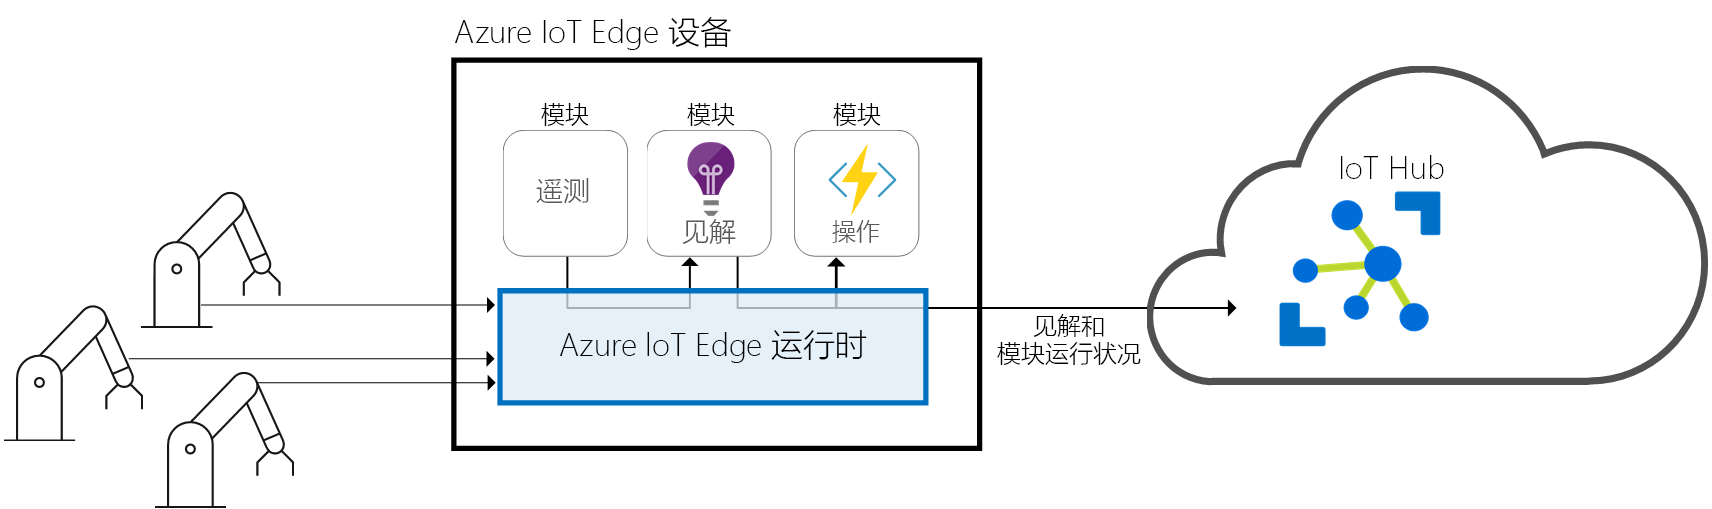 Azure IoT Edge 设备
模块
模块
模块
遥测
见解
操作
Azure IoT Edge 运行时
见解和
模块运行状况
IoT Hub